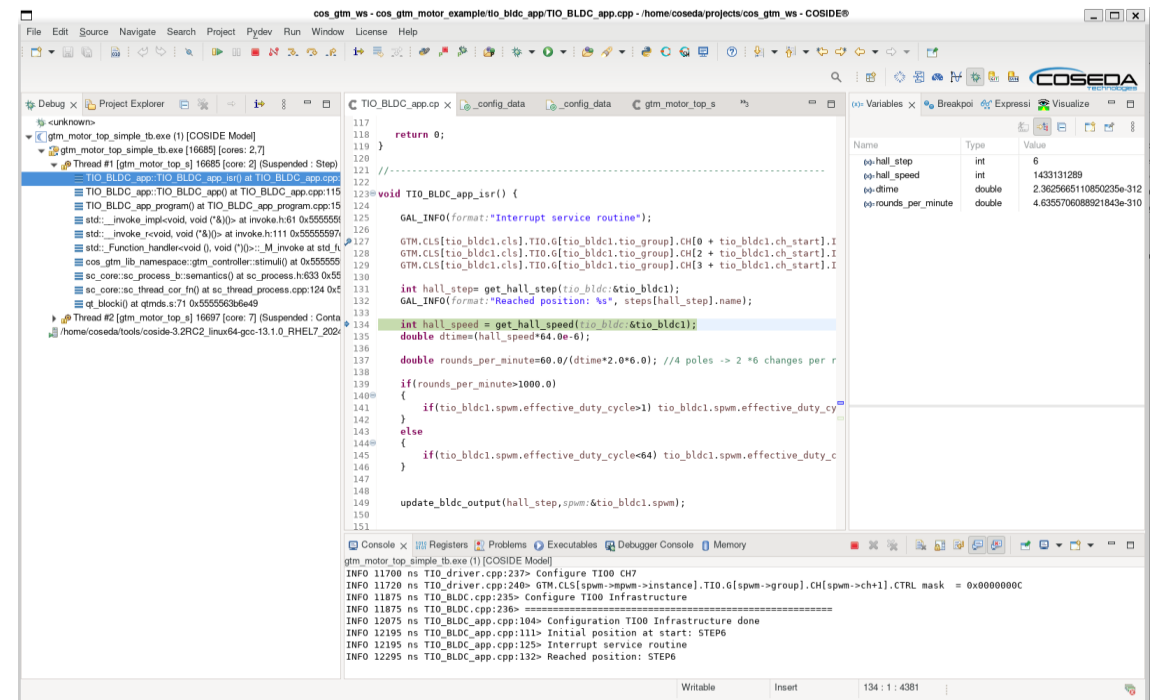 cos_gtm_ws - cos_gtm_motor_example/tio_bldc_app/TIO_BLDC_app.cpp - /home/coseda/projects/cos_gtm_ws - COSIDE®
File Edit Source Navigate Search Project Pydev Run Window License Help
COSEDA
Technologies
Debug Project Explorer
<unknown>
gtm_motor_top_simple_tb.exe (1) [COSIDE Model]
gtm_motor_top_simple_tb.exe [16685] [cores: 2,7]
Thread #1 [gtm_motor_top_s] 16685 [core: 2] (Suspended : Step)
TIO_BLDC_app::TIO_BLDC_app_isr() at TIO_BLDC_app.cpp:
TIO_BLDC_app::TIO_BLDC_app() at TIO_BLDC_app.cpp:115
TIO_BLDC_app_program() at TIO_BLDC_app_program.cpp:15
std::__invoke_impl<void, void (*&)()> at invoke.h:61 0x5555555
std::__invoke_r<void, void (*&)()> at invoke.h:111 0x55555597
std::_Function_handler<void (), void (*)()>::_M_invoke at std_fu
cos_gtm_lib_namespace::gtm_controller::stimuli() at 0x555555
sc_core::sc_process_b::semantics() at sc_process.h:633 0x55
sc_core::sc_thread_cor_fn() at sc_thread_process.cpp:124 0x5
qt_blocki() at qtmds.s:71 0x5555563b6e49
Thread #2 [gtm_motor_top_s] 16697 [core: 7] (Suspended : Conta
/home/coseda/tools/coside-3.2RC2_linux64-gcc-13.1.0_RHEL7_2024
TIO_BLDC_app.cp _config_data _config_data gtm_motor_top_s
117
118 return 0;
119 }
120
121 //----------------------------------------------------------------------
122
123 void TIO_BLDC_app_isr() {
124
125 GAL_INFO(format:"Interrupt service routine");
126
127 GTM.CLS[tio_bldc1.cls].TIO.G[tio_bldc1.tio_group].CH[0 + tio_bldc1.ch_start].I
128 GTM.CLS[tio_bldc1.cls].TIO.G[tio_bldc1.tio_group].CH[2 + tio_bldc1.ch_start].I
129 GTM.CLS[tio_bldc1.cls].TIO.G[tio_bldc1.tio_group].CH[3 + tio_bldc1.ch_start].I
130
131 int hall_step= get_hall_step(tio_bldc:&tio_bldc1);
132 GAL_INFO(format:"Reached position: %s", steps[hall_step].name);
133
134 int hall_speed = get_hall_speed(tio_bldc:&tio_bldc1);
135 double dtime=(hall_speed*64.0e-6);
136
137 double rounds_per_minute=60.0/(dtime*2.0*6.0); //4 poles -> 2 *6 changes per r
138
139 if(rounds_per_minute>1000.0)
140 {
141 if(tio_bldc1.spwm.effective_duty_cycle>1) tio_bldc1.spwm.effective_duty_cy
142 }
143 else
144 {
145 if(tio_bldc1.spwm.effective_duty_cycle<64) tio_bldc1.spwm.effective_duty_c
146 }
147
148
149 update_bldc_output(hall_step,spwm:&tio_bldc1.spwm);
150
151
Variables Breakpoi Expressi Visualize
Name Type Value
hall_step int 6
hall_speed int 1433131289
dtime double 2.3625665110850235e-312
rounds_per_minute double 4.6355706088921843e-310
Console Registers Problems Executables Debugger Console Memory
gtm_motor_top_simple_tb.exe (1) [COSIDE Model]
INFO 11700 ns TIO_driver.cpp:237> Configure TIO0 CH7
INFO 11720 ns TIO_driver.cpp:240> GTM.CLS[spwm->mpwm->instance].TIO.G[spwm->group].CH[spwm->ch+1].CTRL mask = 0x0000000C
INFO 11875 ns TIO_BLDC.cpp:235> Configure TIO0 Infrastructure
INFO 11875 ns TIO_BLDC.cpp:236> =======================================================
INFO 12075 ns TIO_BLDC_app.cpp:104> Configuration TIO0 Infrastructure done
INFO 12195 ns TIO_BLDC_app.cpp:111> Initial position at start: STEP6
INFO 12195 ns TIO_BLDC_app.cpp:125> Interrupt service routine
INFO 12295 ns TIO_BLDC_app.cpp:132> Reached position: STEP6
Writable Insert 134 : 1 : 4381